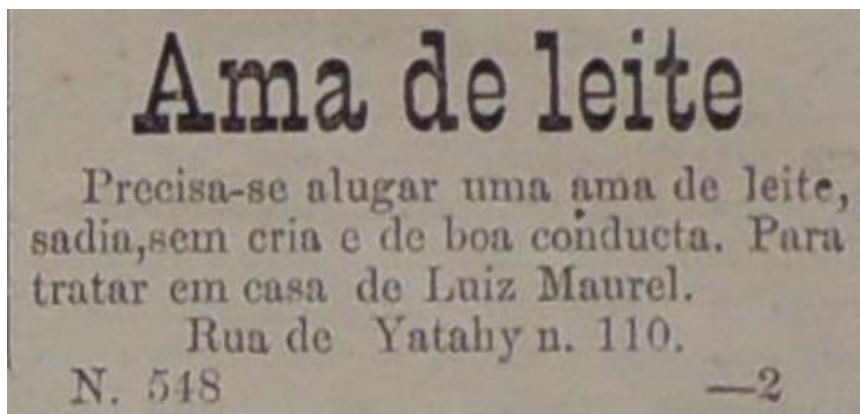 Ama de leite
Precisa-se alugar uma ama de leite,
sadia,sem cria e de boa conducta. Para
tratar em casa de Luiz Maurel.
Rua de Yatahy n. 110.
N. 548 —2